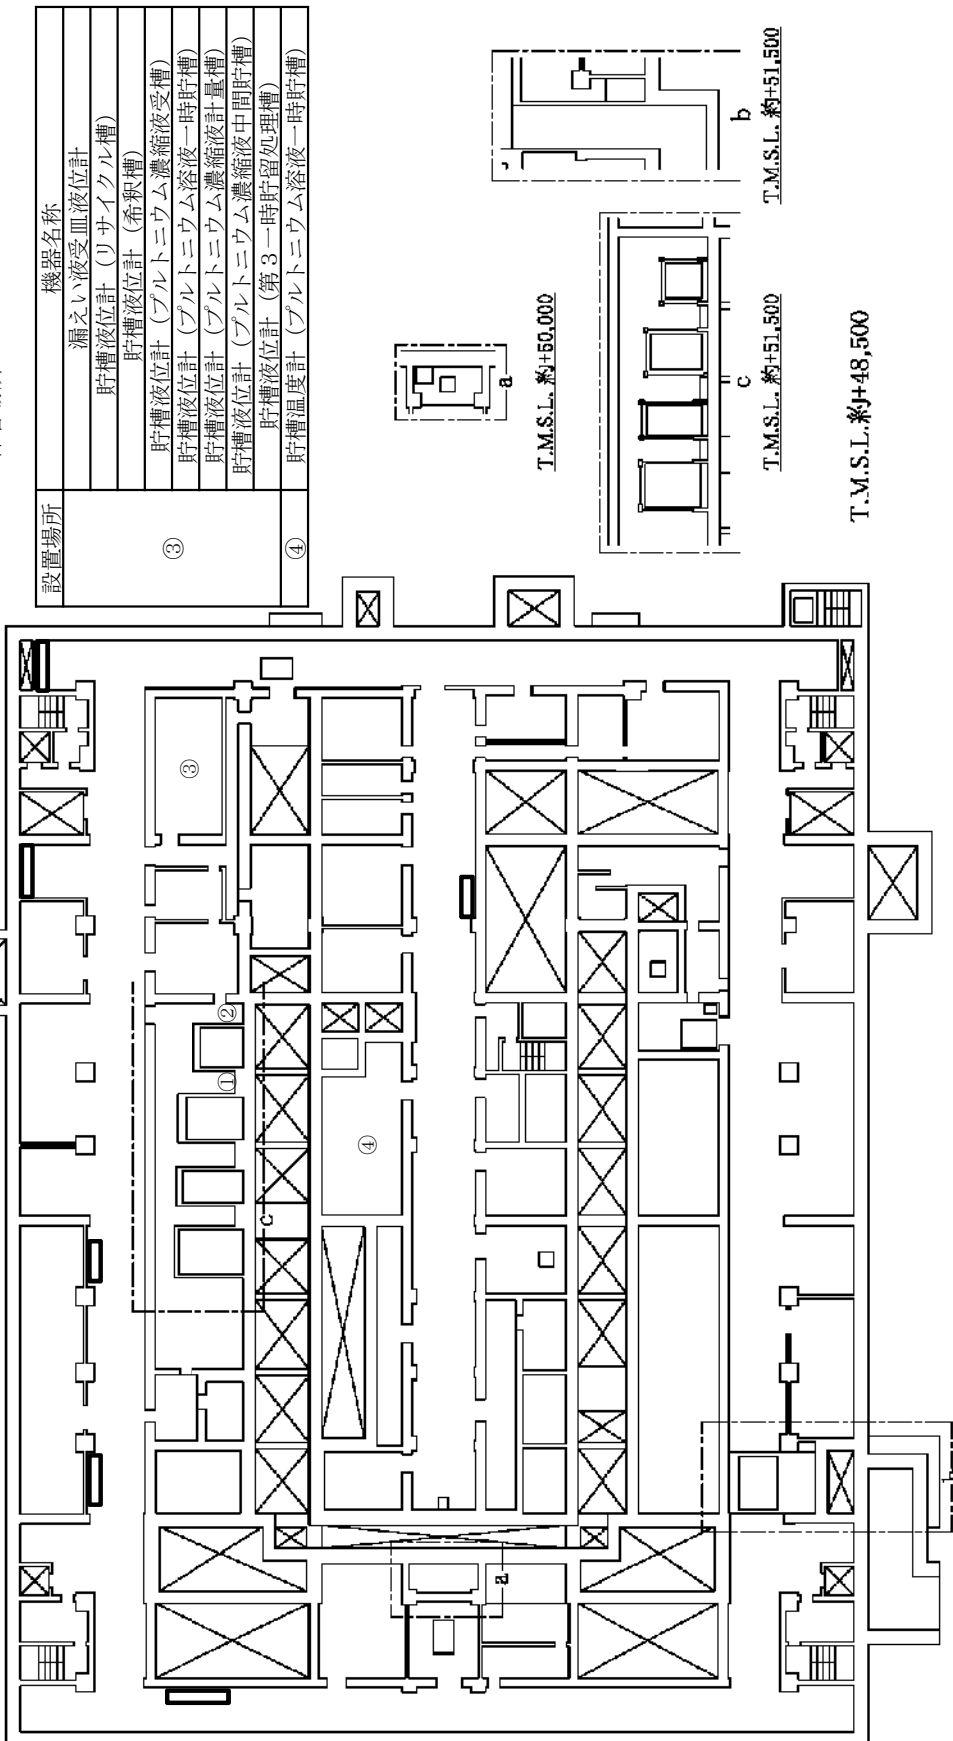 設置場所 機器名称
③ 漏えい液受皿液位計
貯槽液位計（リサイクル槽）
貯槽液位計（希釈槽）
貯槽液位計（プルトニウム濃縮液受槽）
貯槽液位計（プルトニウム溶液一時貯槽）
貯槽液位計（プルトニウム濃縮液計量槽）
貯槽液位計（プルトニウム濃縮液中間貯槽）
貯槽液位計（第３一時貯留処理槽）
④ 貯槽温度計（プルトニウム溶液一時貯槽）
a
T.M.S.L. 約+50,000
b
T.M.S.L. 約+51,500
c
T.M.S.L. 約+51,500
T.M.S.L.約+48,500
③
②
①
④
c
a
b